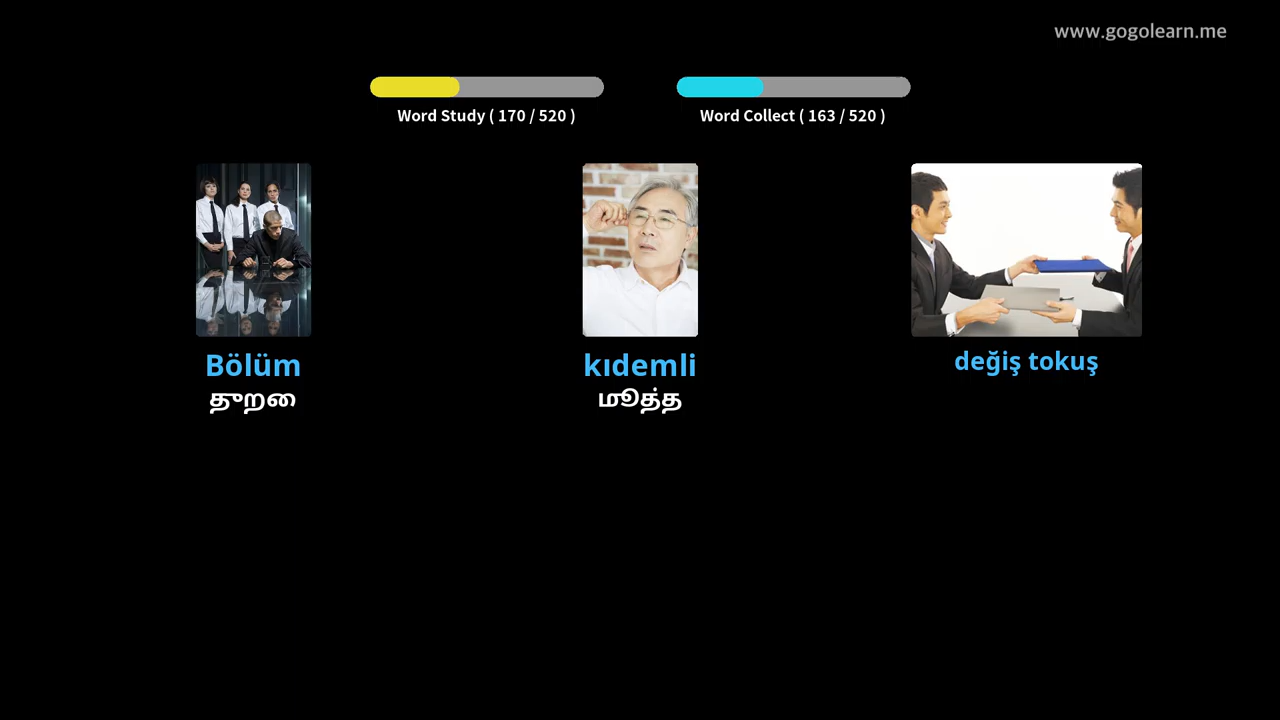 www.gogolearn.me
Word Study ( 170 / 520 )
Word Collect ( 163 / 520 )
Bölüm
துறை
kıdemli
மூத்த
değiş tokuş